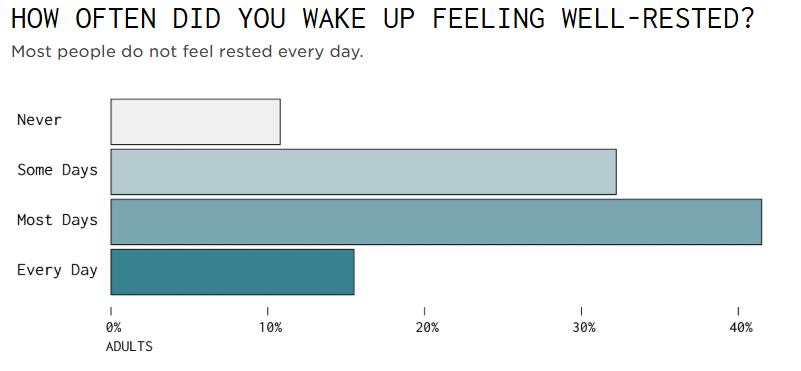 HOW OFTEN DID YOU WAKE UP FEELING WELL-RESTED?
Most people do not feel rested every day.
Never
Some Days
Most Days
Every Day
0% 10% 20% 30% 40%
ADULTS